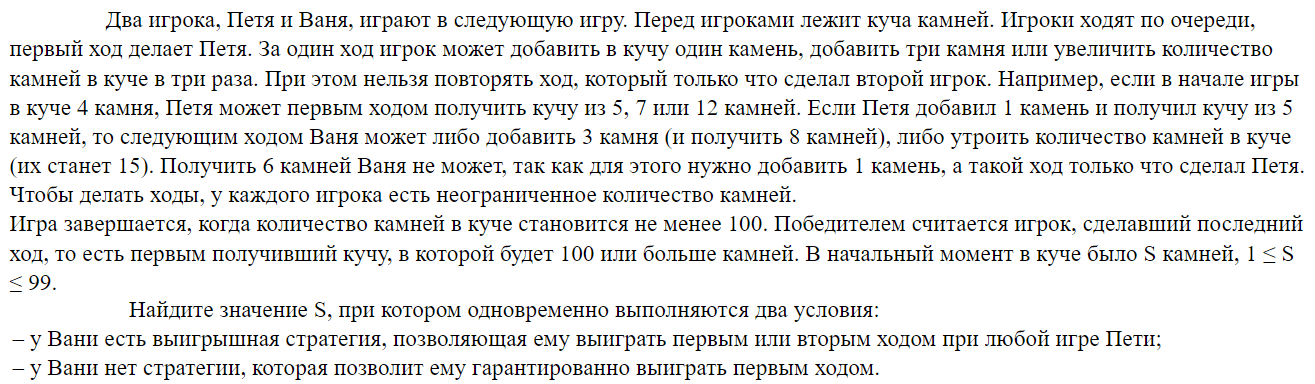 Два игрока, Петя и Ваня, играют в следующую игру. Перед игроками лежит куча камней. Игроки ходят по очереди,
первый ход делает Петя. За один ход игрок может добавить в кучу один камень, добавить три камня или увеличить количество
камней в куче в три раза. При этом нельзя повторять ход, который только что сделал второй игрок. Например, если в начале игры
в куче 4 камня, Петя может первым ходом получить кучу из 5, 7 или 12 камней. Если Петя добавил 1 камень и получил кучу из 5
камней, то следующим ходом Ваня может либо добавить 3 камня (и получить 8 камней), либо утроить количество камней в куче
(их станет 15). Получить 6 камней Ваня не может, так как для этого нужно добавить 1 камень, а такой ход только что сделал Петя.
Чтобы делать ходы, у каждого игрока есть неограниченное количество камней.
Игра завершается, когда количество камней в куче становится не менее 100. Победителем считается игрок, сделавший последний
ход, то есть первым получивший кучу, в которой будет 100 или больше камней. В начальный момент в куче было S камней, 1 ≤ S
≤ 99.
Найдите значение S, при котором одновременно выполняются два условия:
– у Вани есть выигрышная стратегия, позволяющая ему выиграть первым или вторым ходом при любой игре Пети;
– у Вани нет стратегии, которая позволит ему гарантированно выиграть первым ходом.